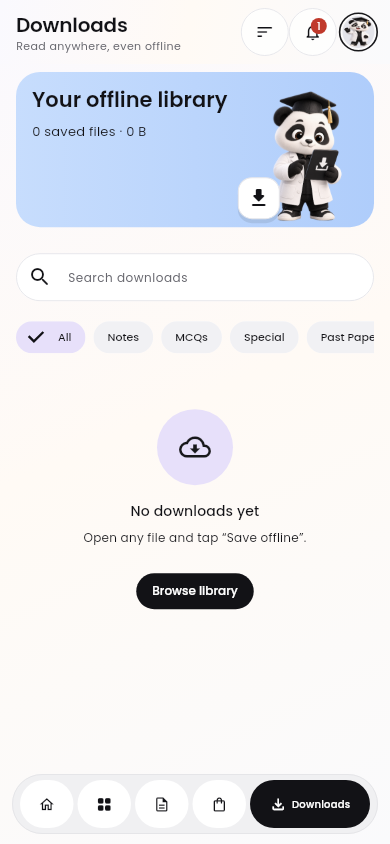 Downloads
Read anywhere, even offline
1
Your offline library
0 saved files · 0 B
Search downloads
All
Notes
MCQs
Special
Past Pape
No downloads yet
Open any file and tap “Save offline”.
Browse library
Downloads